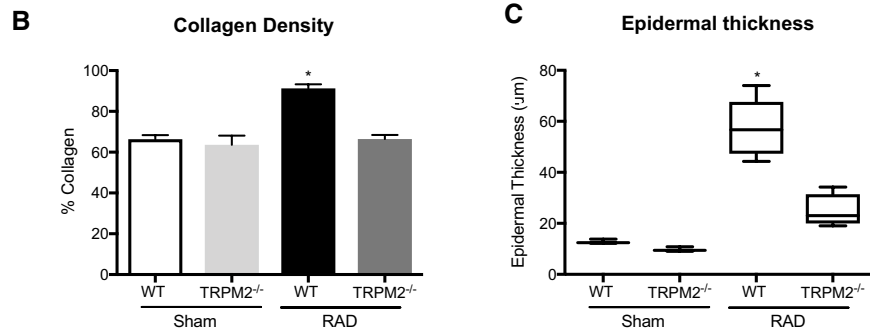 B
Collagen Density
% Collagen
100
80
60
40
20
0
*
WT
TRPM2-/-
WT
TRPM2-/-
Sham
RAD
C
Epidermal thickness
Epidermal Thickness (um)
80
60
40
20
0
*
WT
TRPM2-/-
WT
TRPM2-/-
Sham
RAD